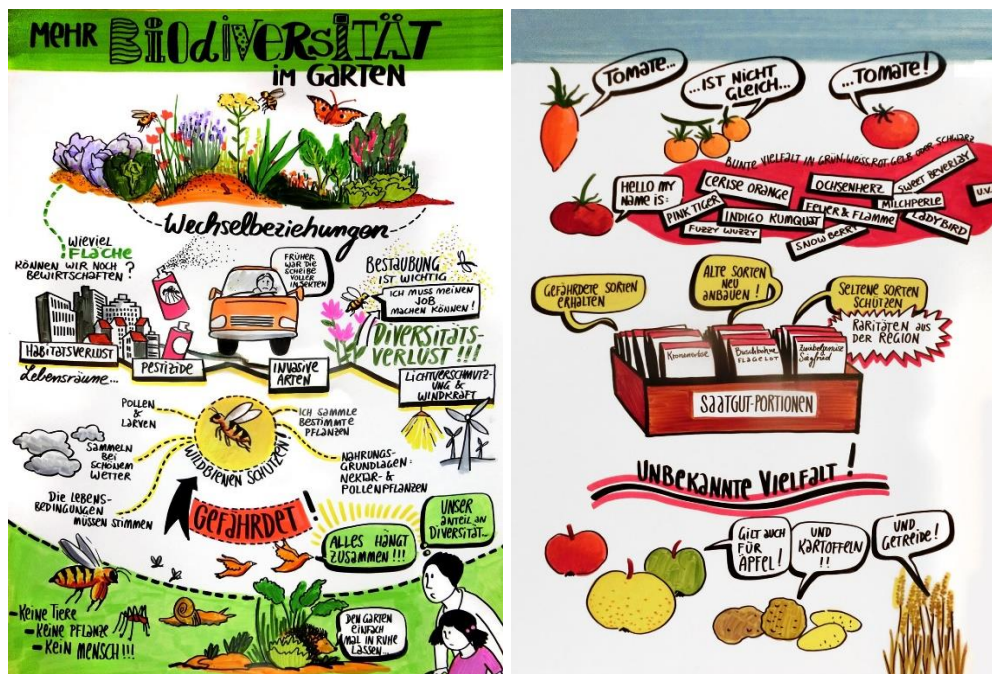 MEHR BIODIVERSITÄT
IM GARTEN
Wechselbeziehungen
WIEVIEL
FLÄCHE
KÖNNEN WIR NOCH
BEWIRTSCHAFTEN?
FRÜHER
WAR DIE
SCHEIBE
VOLLER
INSEKTEN
BESTÄUBUNG
IST WICHTIG
ICH MUSS MEINEN
JOB
MACHEN KÖNNEN!
DIVERSITÄTS-
VERLUST!!!
HABITATSVERLUST
Lebensräume...
PESTIZIDE
INVASIVE
ARTEN
LICHTVERSCHMUTZ-
UNG &
WINDKRAFT
POLLEN
&
LARVEN
SAMMELN
BEI
SCHÖNEM
WETTER
DIE LEBENS-
BEDINGUNGEN
MÜSSEN STIMMEN
WILDBIENEN SCHÜTZEN
ICH SAMMLE
BESTIMMTE
PFLANZEN
NAHRUNGS-
GRUNDLAGEN:
NEKTAR- &
POLLENPFLANZEN
GEFÄHRDET!
ALLES HÄNGT
ZUSAMMEN!!!
UNSER
ANTEIL AN
DIVERSITÄT...
-KEINE TIERE
-KEINE PFLANZE
-KEIN MENSCH!!!
DEN GARTEN
EINFACH
MAL IN RUHE
LASSEN...
TOMATE...
...IST NICHT
GLEICH...
...TOMATE!
BUNTE VIELFALT IN GRÜN, WEISS, ROT, GELB ODER SCHWARZ
HELLO MY
NAME IS:
PINK TIGER
CERISE ORANGE
FUZZY WUZZY
INDIGO KUMQUAT
OCHSENHERZ
FEUER & FLAMME
SNOWBERRY
SWEET BEVERLAY
MILCHPERLE
LADYBIRD
U.V.
GEFÄHRDETE SORTEN
ERHALTEN
ALTE SORTEN
NEU
ANBAUEN!
SELTENE SORTEN
SCHÜTZEN
RARITÄTEN AUS
DER REGION
Buschbohne
FLAGEOLET
Siegfried
SAATGUT-PORTIONEN
UNBEKANNTE VIELFALT!
GILT AUCH
FÜR
ÄPFEL!
UND
KARTOFFELN
!!
UND
GETREIDE!